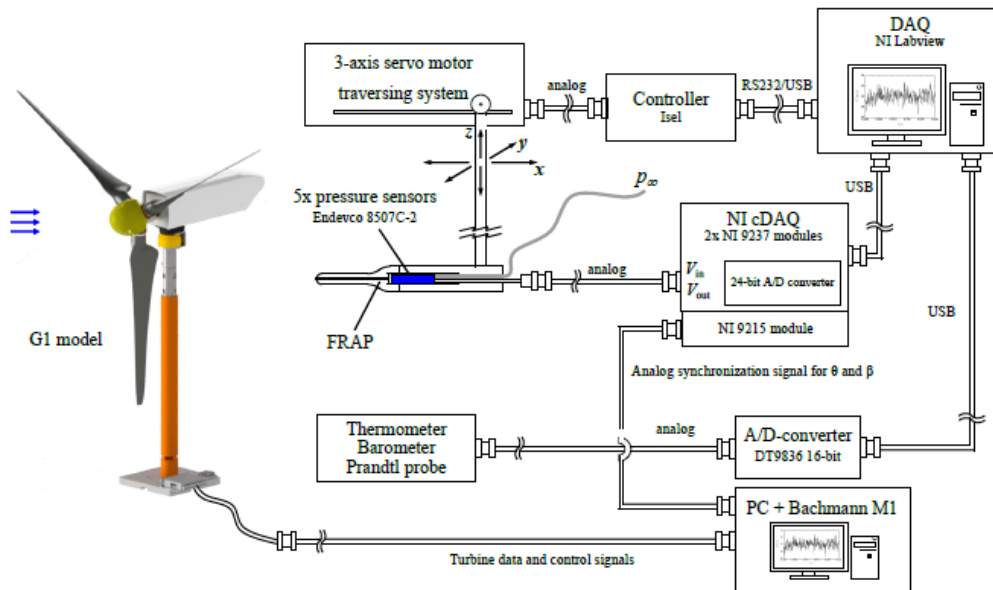 DAQ
NI Labview
3-axis servo motor
traversing system
analog
Controller
Isel
RS232/USB
z
y
x
5x pressure sensors
Endevco 8507C-2
p∞
USB
NI cDAQ
2x NI 9237 modules
Vin
Vout
24-bit A/D converter
analog
NI 9215 module
FRAP
USB
G1 model
Analog synchronization signal for θ and β
Thermometer
Barometer
Prandtl probe
analog
A/D-converter
DT9836 16-bit
PC + Bachmann M1
Turbine data and control signals